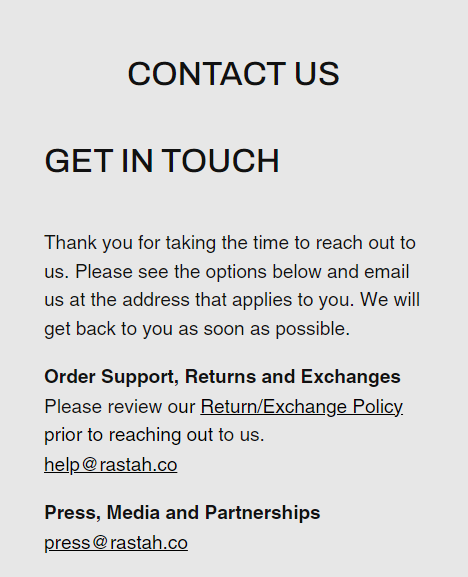 CONTACT US
GET IN TOUCH
Thank you for taking the time to reach out to
us. Please see the options below and email
us at the address that applies to you. We will
get back to you as soon as possible.
Order Support, Returns and Exchanges
Please review our Return/Exchange Policy
prior to reaching out to us.
help@rastah.co
Press, Media and Partnerships
press@rastah.co